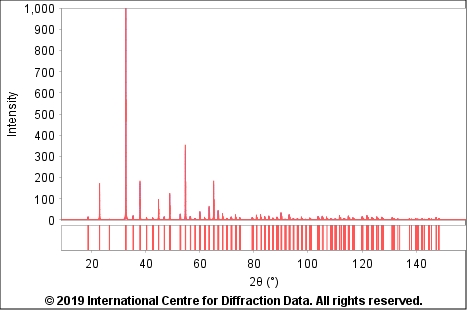 1,000
900
800
700
600
500
400
300
200
100
0
Intensity
20 40 60 80 100 120 140
2θ (°)
© 2019 International Centre for Diffraction Data. All rights reserved.